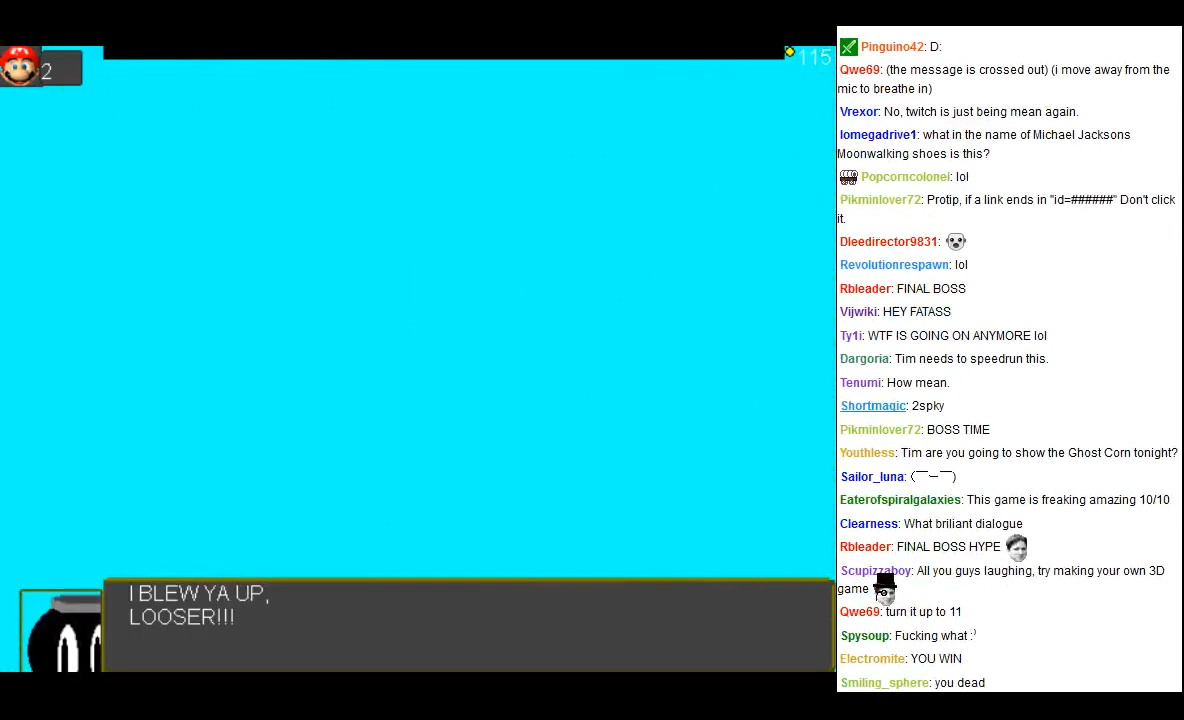 2
115
I BLEW YA UP,
LOOSER!!!
Pinguino42: D:
Qwe69: (the message is crossed out) (i move away from the
mic to breathe in)
Vrexor: No, twitch is just being mean again.
Iomegadrive1: what in the name of Michael Jacksons
Moonwalking shoes is this?
Popcorncolonel: lol
Pikminlover72: Protip, if a link ends in "id=######" Don't click
it.
Dleedirector9831:
Revolutionrespawn: lol
Rbleader: FINAL BOSS
Vijwiki: HEY FATASS
Ty1i: WTF IS GOING ON ANYMORE lol
Dargoria: Tim needs to speedrun this.
Tenumi: How mean.
Shortmagic: 2spky
Pikminlover72: BOSS TIME
Youthless: Tim are you going to show the Ghost Corn tonight?
Sailor_luna: (￣ー￣)
Eaterofspiralgalaxies: This game is freaking amazing 10/10
Clearness: What briliant dialogue
Rbleader: FINAL BOSS HYPE
Scupizzaboy: All you guys laughing, try making your own 3D
game
Qwe69: turn it up to 11
Spysoup: Fucking what :')
Electromite: YOU WIN
Smiling_sphere: you dead